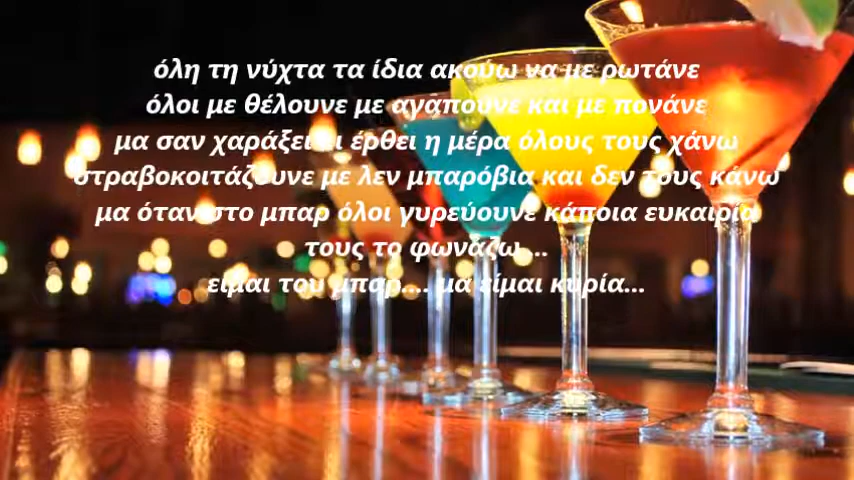 όλη τη νύχτα τα ίδια ακούω να με ρωτάνε
όλοι με θέλουνε με αγαπούνε και με πονάνε
μα σαν χαράξει κι έρθει η μέρα όλους τους χάνω
στραβοκοιτάζουνε με λεν μπαρόβια και δεν τους κάνω
μα όταν στο μπαρ όλοι γυρεύουνε κάποια ευκαιρία
τους το φωνάζω...
είμαι του μπαρ.... μα είμαι κυρία...